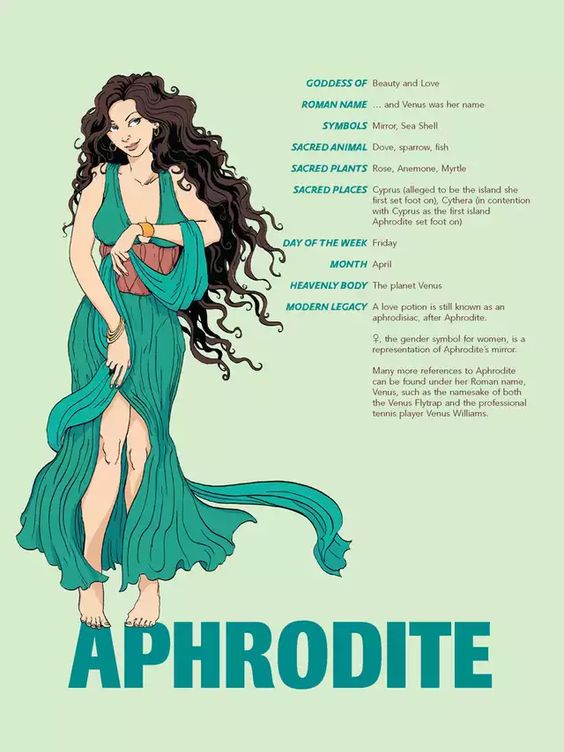 GODDESS OF Beauty and Love
ROMAN NAME ... and Venus was her name
SYMBOLS Mirror, Sea Shell
SACRED ANIMAL Dove, sparrow, fish
SACRED PLANTS Rose, Anemone, Myrtle
SACRED PLACES Cyprus (alleged to be the island she
first set foot on), Cythera (in contention
with Cyprus as the first island
Aphrodite set foot on)
DAY OF THE WEEK Friday
MONTH April
HEAVENLY BODY The planet Venus
MODERN LEGACY A love potion is still known as an
aphrodisiac, after Aphrodite.
♀, the gender symbol for women, is a
representation of Aphrodite's mirror.
Many more references to Aphrodite
can be found under her Roman name,
Venus, such as the namesake of both
the Venus Flytrap and the professional
tennis player Venus Williams.
APHRODITE